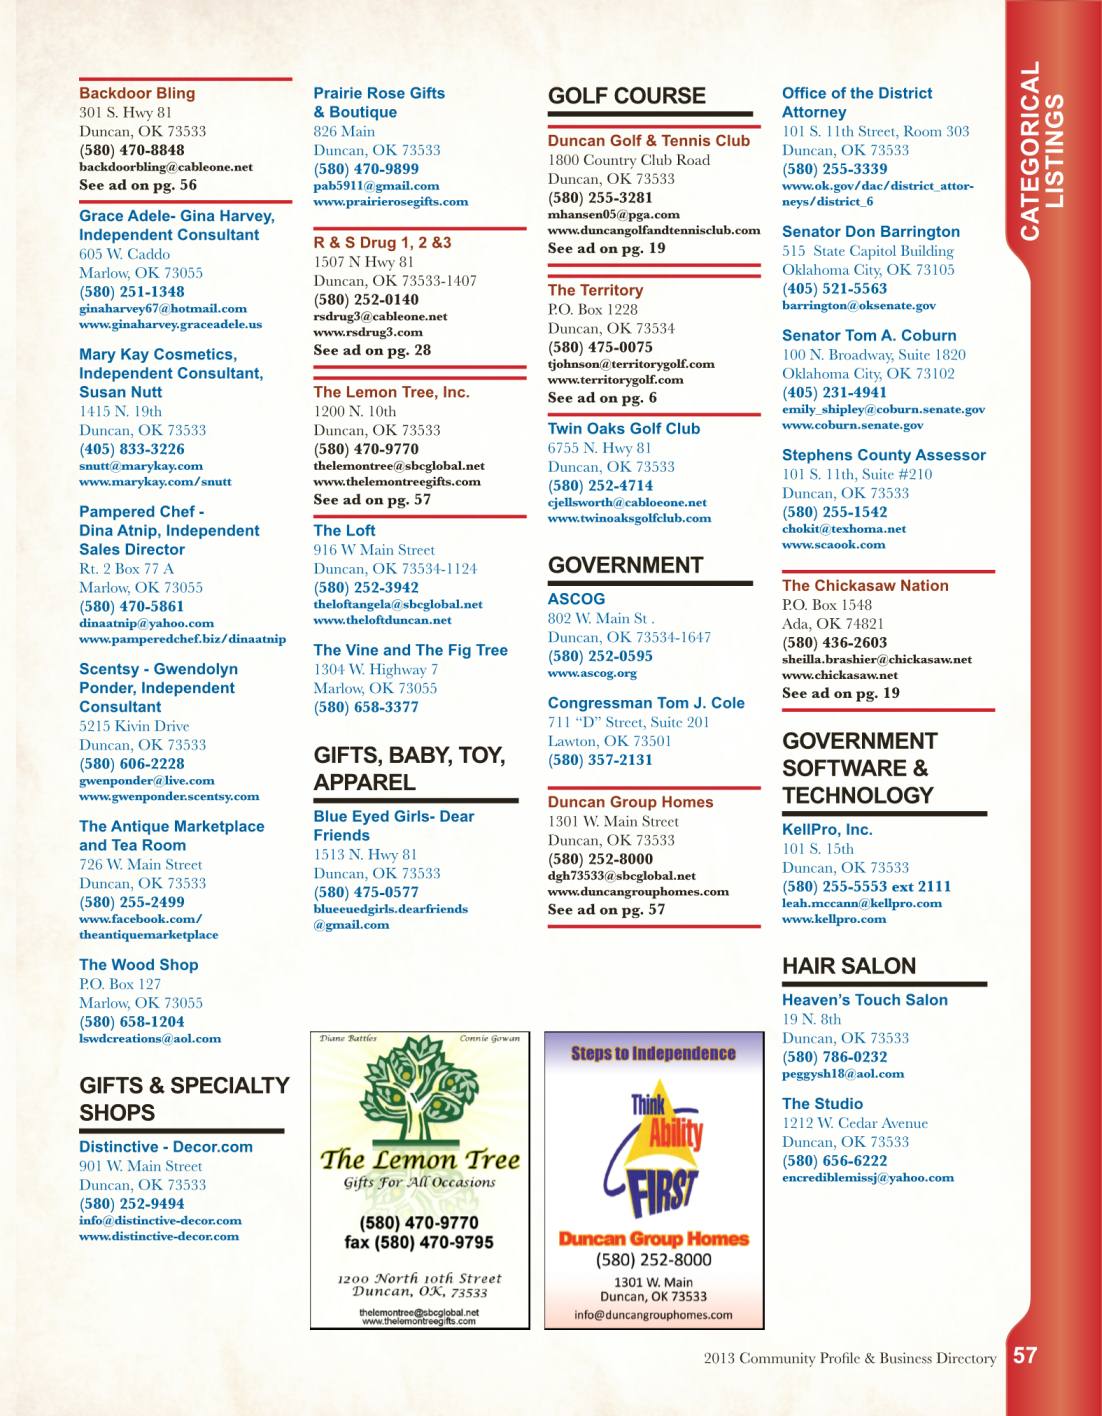 CATEGORICAL
LISTINGS
Backdoor Bling
301 S. Hwy 81
Duncan, OK 73533
(580) 470-8848
backdoorbling@cableone.net
See ad on pg. 56
Grace Adele- Gina Harvey,
Independent Consultant
605 W. Caddo
Marlow, OK 73055
(580) 251-1348
ginaharvey67@hotmail.com
www.ginaharvey.graceadele.us
Mary Kay Cosmetics,
Independent Consultant,
Susan Nutt
1415 N. 19th
Duncan, OK 73533
(405) 833-3226
snutt@marykay.com
www.marykay.com/snutt
Pampered Chef -
Dina Atnip, Independent
Sales Director
Rt. 2 Box 77 A
Marlow, OK 73055
(580) 470-5861
dinaatnip@yahoo.com
www.pamperedchef.biz/dinaatnip
Scentsy - Gwendolyn
Ponder, Independent
Consultant
5215 Kivin Drive
Duncan, OK 73533
(580) 606-2228
gwenponder@live.com
www.gwenponder.scentsy.com
The Antique Marketplace
and Tea Room
726 W. Main Street
Duncan, OK 73533
(580) 255-2499
www.facebook.com/
theantiquemarketplace
The Wood Shop
P.O. Box 127
Marlow, OK 73055
(580) 658-1204
lswdcreations@aol.com
GIFTS & SPECIALTY
SHOPS
Distinctive - Decor.com
901 W. Main Street
Duncan, OK 73533
(580) 252-9494
info@distinctive-decor.com
www.distinctive-decor.com
Prairie Rose Gifts
& Boutique
826 Main
Duncan, OK 73533
(580) 470-9899
pab5911@gmail.com
www.prairierosegifts.com
R & S Drug 1, 2 &3
1507 N Hwy 81
Duncan, OK 73533-1407
(580) 252-0140
rsdrug3@cableone.net
www.rsdrug3.com
See ad on pg. 28
The Lemon Tree, Inc.
1200 N. 10th
Duncan, OK 73533
(580) 470-9770
thelemontree@sbcglobal.net
www.thelemontreegifts.com
See ad on pg. 57
The Loft
916 W Main Street
Duncan, OK 73534-1124
(580) 252-3942
theloftangela@sbcglobal.net
www.theloftduncan.net
The Vine and The Fig Tree
1304 W. Highway 7
Marlow, OK 73055
(580) 658-3377
GIFTS, BABY, TOY,
APPAREL
Blue Eyed Girls- Dear
Friends
1513 N. Hwy 81
Duncan, OK 73533
(580) 475-0577
blueeuedgirls.dearfriends
@gmail.com
Diane Battles Connie Gowan
The Lemon Tree
Gifts For All Occasions
(580) 470-9770
fax (580) 470-9795
1200 North 10th Street
Duncan, OK, 73533
thelemontree@sbcglobal.net
www.thelemontreegifts.com
GOLF COURSE
Duncan Golf & Tennis Club
1800 Country Club Road
Duncan, OK 73533
(580) 255-3281
mhansen05@pga.com
www.duncangolfandtennisclub.com
See ad on pg. 19
The Territory
P.O. Box 1228
Duncan, OK 73534
(580) 475-0075
tjohnson@territorygolf.com
www.territorygolf.com
See ad on pg. 6
Twin Oaks Golf Club
6755 N. Hwy 81
Duncan, OK 73533
(580) 252-4714
cjellsworth@cabloeone.net
www.twinoaksgolfclub.com
GOVERNMENT
ASCOG
802 W. Main St .
Duncan, OK 73534-1647
(580) 252-0595
www.ascog.org
Congressman Tom J. Cole
711 “D” Street, Suite 201
Lawton, OK 73501
(580) 357-2131
Duncan Group Homes
1301 W. Main Street
Duncan, OK 73533
(580) 252-8000
dgh73533@sbcglobal.net
www.duncangrouphomes.com
See ad on pg. 57
Steps to Independence
Think
Ability
FIRST
Duncan Group Homes
(580) 252-8000
1301 W. Main
Duncan, OK 73533
info@duncangrouphomes.com
Office of the District
Attorney
101 S. 11th Street, Room 303
Duncan, OK 73533
(580) 255-3339
www.ok.gov/dac/district_attor-
neys/district_6
Senator Don Barrington
515 State Capitol Building
Oklahoma City, OK 73105
(405) 521-5563
barrington@oksenate.gov
Senator Tom A. Coburn
100 N. Broadway, Suite 1820
Oklahoma City, OK 73102
(405) 231-4941
emily_shipley@coburn.senate.gov
www.coburn.senate.gov
Stephens County Assessor
101 S. 11th, Suite #210
Duncan, OK 73533
(580) 255-1542
chokit@texhoma.net
www.scaook.com
The Chickasaw Nation
P.O. Box 1548
Ada, OK 74821
(580) 436-2603
sheilla.brashier@chickasaw.net
www.chickasaw.net
See ad on pg. 19
GOVERNMENT
SOFTWARE &
TECHNOLOGY
KellPro, Inc.
101 S. 15th
Duncan, OK 73533
(580) 255-5553 ext 2111
leah.mccann@kellpro.com
www.kellpro.com
HAIR SALON
Heaven’s Touch Salon
19 N. 8th
Duncan, OK 73533
(580) 786-0232
peggysh18@aol.com
The Studio
1212 W. Cedar Avenue
Duncan, OK 73533
(580) 656-6222
encrediblemissj@yahoo.com
2013 Community Profile & Business Directory 57